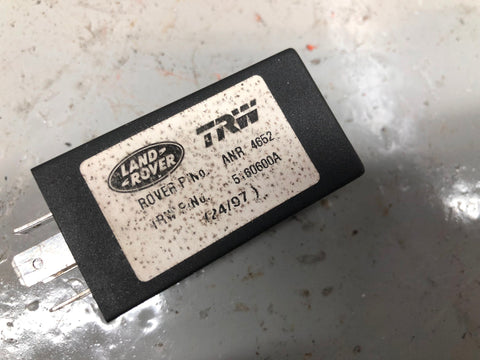 LAND-
-ROVER
TRW
ROVER P/No. ANR 4652
TRW P/No. 5160600A
(24/97)